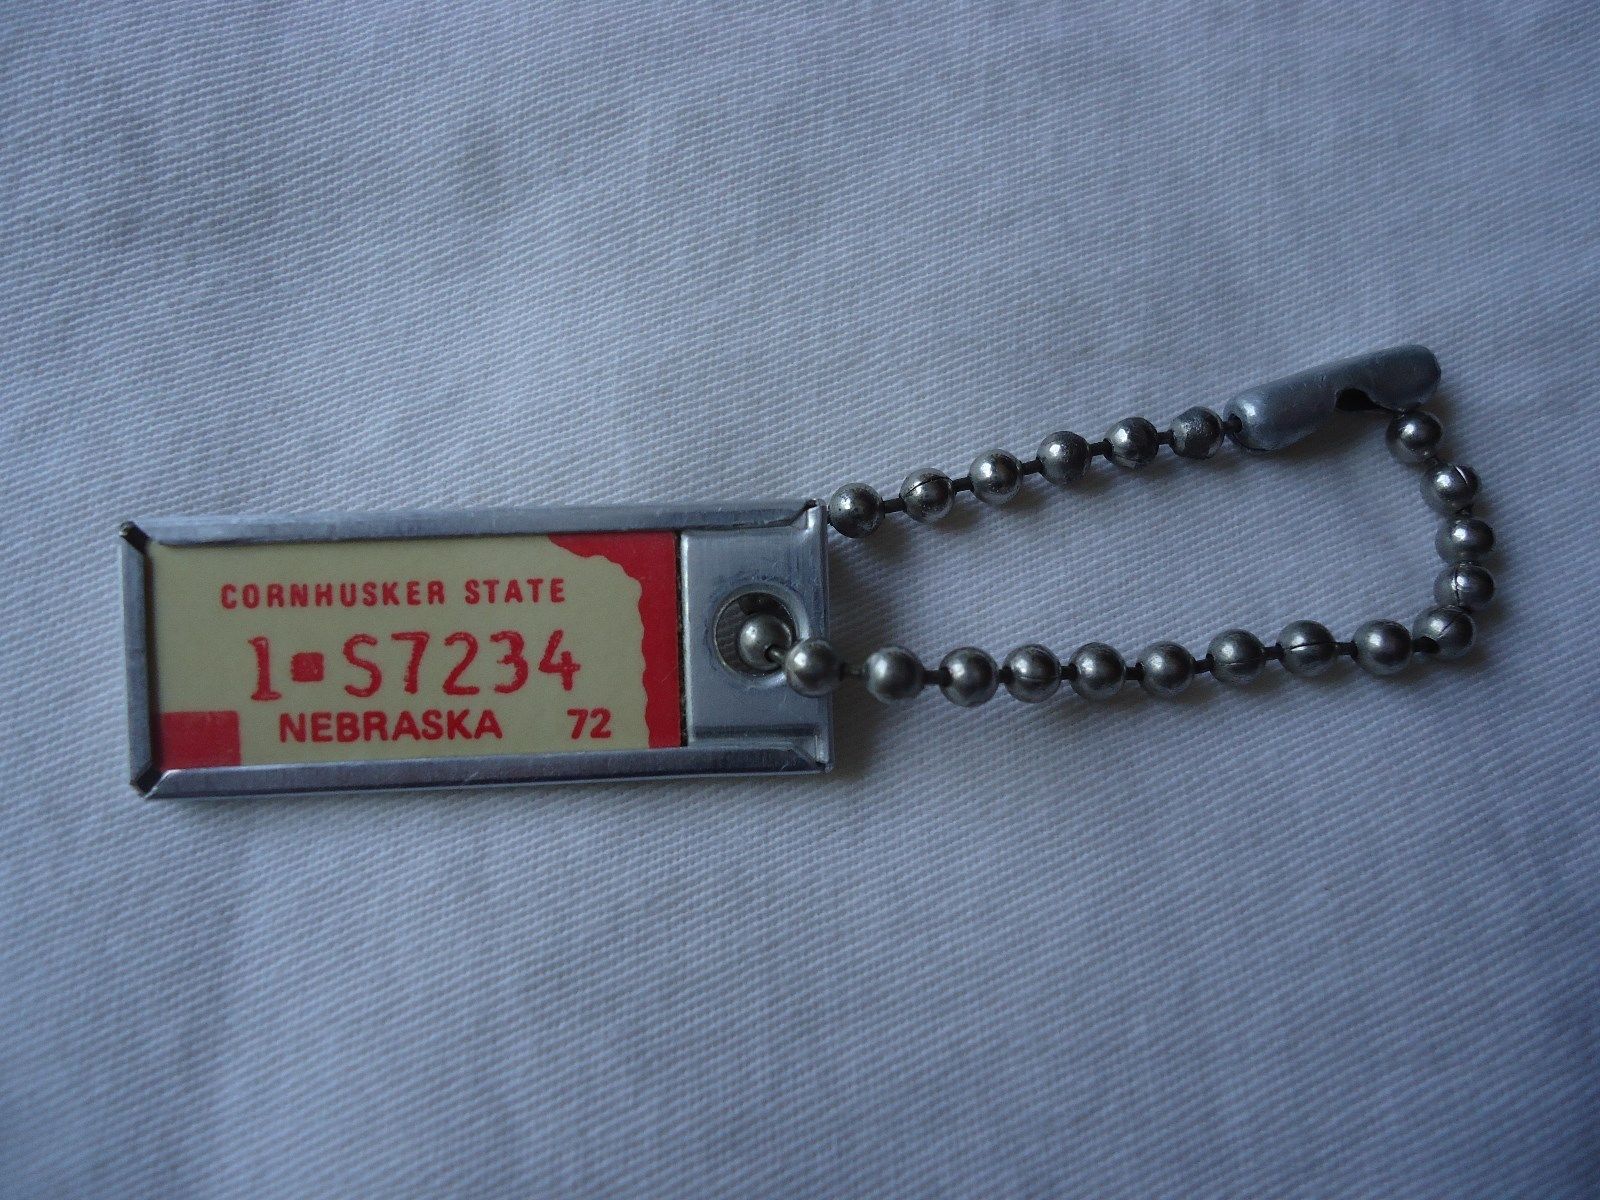 CORNHUSKER STATE
1▪S7234
NEBRASKA 72